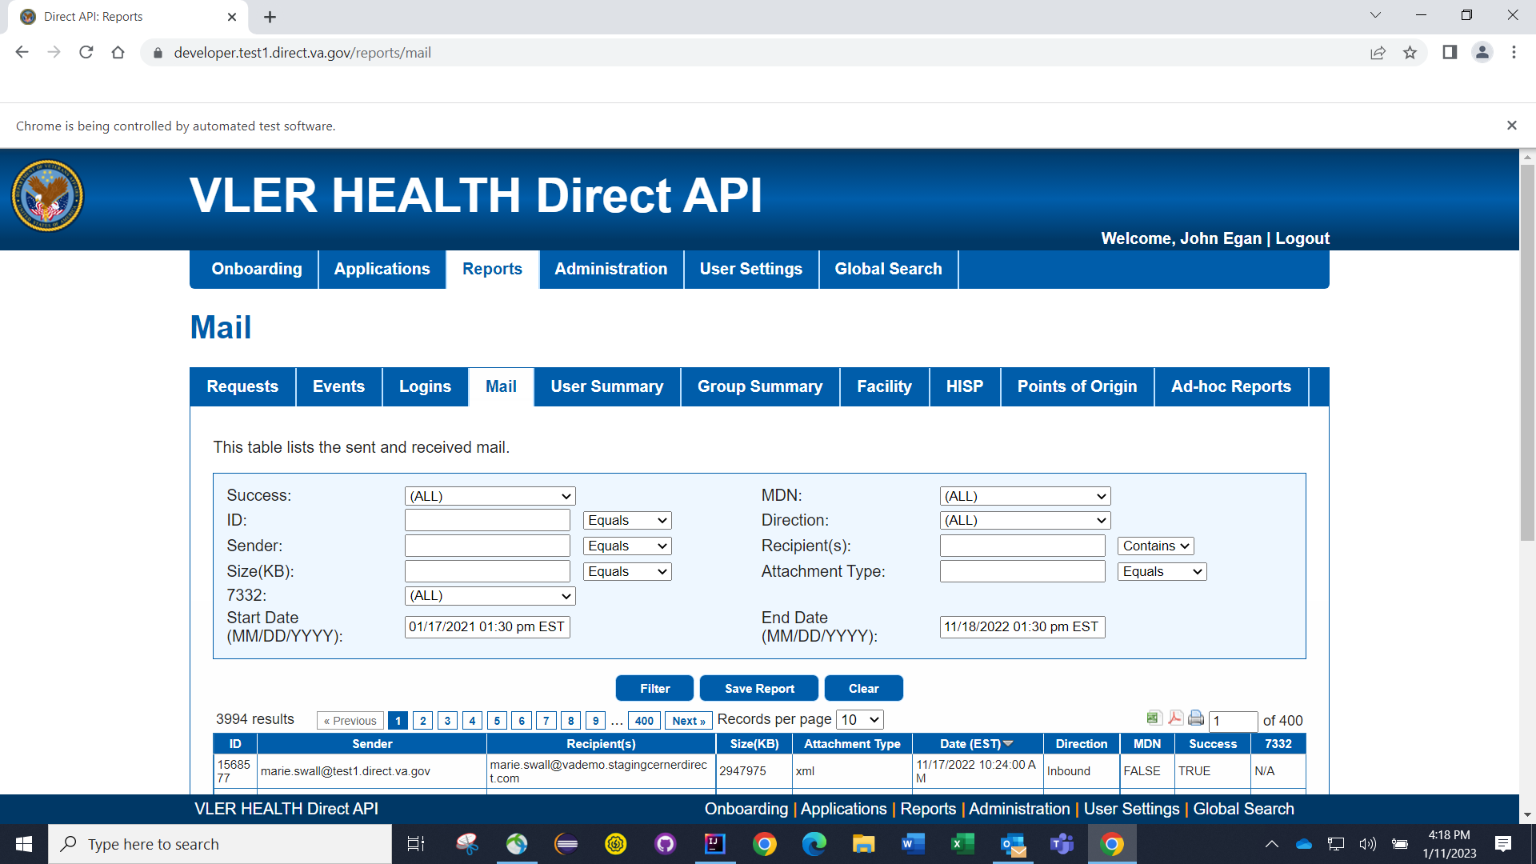 Direct API: Reports
developer.test1.direct.va.gov/reports/mail
Chrome is being controlled by automated test software.
VLER HEALTH Direct API
Welcome, John Egan | Logout
Onboarding Applications Reports Administration User Settings Global Search
Mail
Requests Events Logins Mail User Summary Group Summary Facility HISP Points of Origin Ad-hoc Reports
This table lists the sent and received mail.
Success: (ALL) MDN: (ALL)
ID: Equals Direction: (ALL)
Sender: Equals Recipient(s): Contains
Size(KB): Equals Attachment Type: Equals
7332: (ALL)
Start Date End Date
(MM/DD/YYYY): 01/17/2021 01:30 pm EST (MM/DD/YYYY): 11/18/2022 01:30 pm EST
Filter Save Report Clear
3994 results « Previous 1 2 3 4 5 6 7 8 9 ... 400 Next » Records per page 10 1 of 400
ID Sender Recipient(s) Size(KB) Attachment Type Date (EST) Direction MDN Success 7332
15685 marie.swall@vademo.stagingcernerdirec 11/17/2022 10:24:00 A
77 marie.swall@test1.direct.va.gov t.com 2947975 xml M Inbound FALSE TRUE N/A
VLER HEALTH Direct API Onboarding | Applications | Reports | Administration | User Settings | Global Search
Type here to search
4:18 PM
1/11/2023